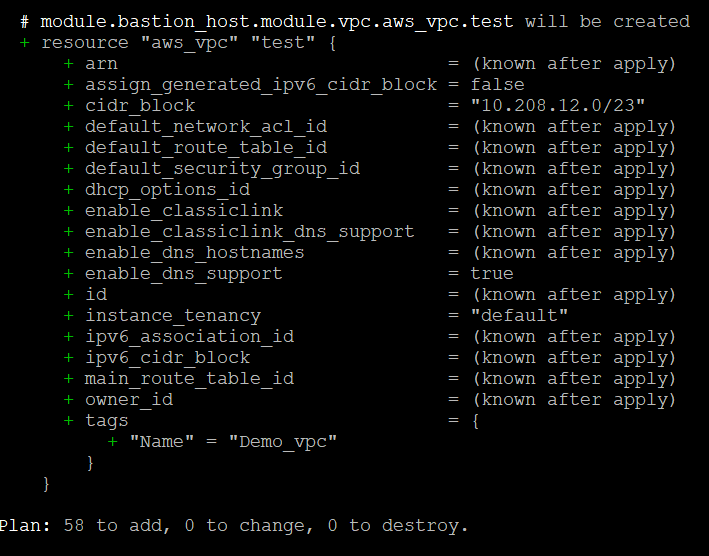 # module.bastion_host.module.vpc.aws_vpc.test will be created
+ resource "aws_vpc" "test" {
+ arn = (known after apply)
+ assign_generated_ipv6_cidr_block = false
+ cidr_block = "10.208.12.0/23"
+ default_network_acl_id = (known after apply)
+ default_route_table_id = (known after apply)
+ default_security_group_id = (known after apply)
+ dhcp_options_id = (known after apply)
+ enable_classiclink = (known after apply)
+ enable_classiclink_dns_support = (known after apply)
+ enable_dns_hostnames = (known after apply)
+ enable_dns_support = true
+ id = (known after apply)
+ instance_tenancy = "default"
+ ipv6_association_id = (known after apply)
+ ipv6_cidr_block = (known after apply)
+ main_route_table_id = (known after apply)
+ owner_id = (known after apply)
+ tags = {
+ "Name" = "Demo_vpc"
}
}
Plan: 58 to add, 0 to change, 0 to destroy.